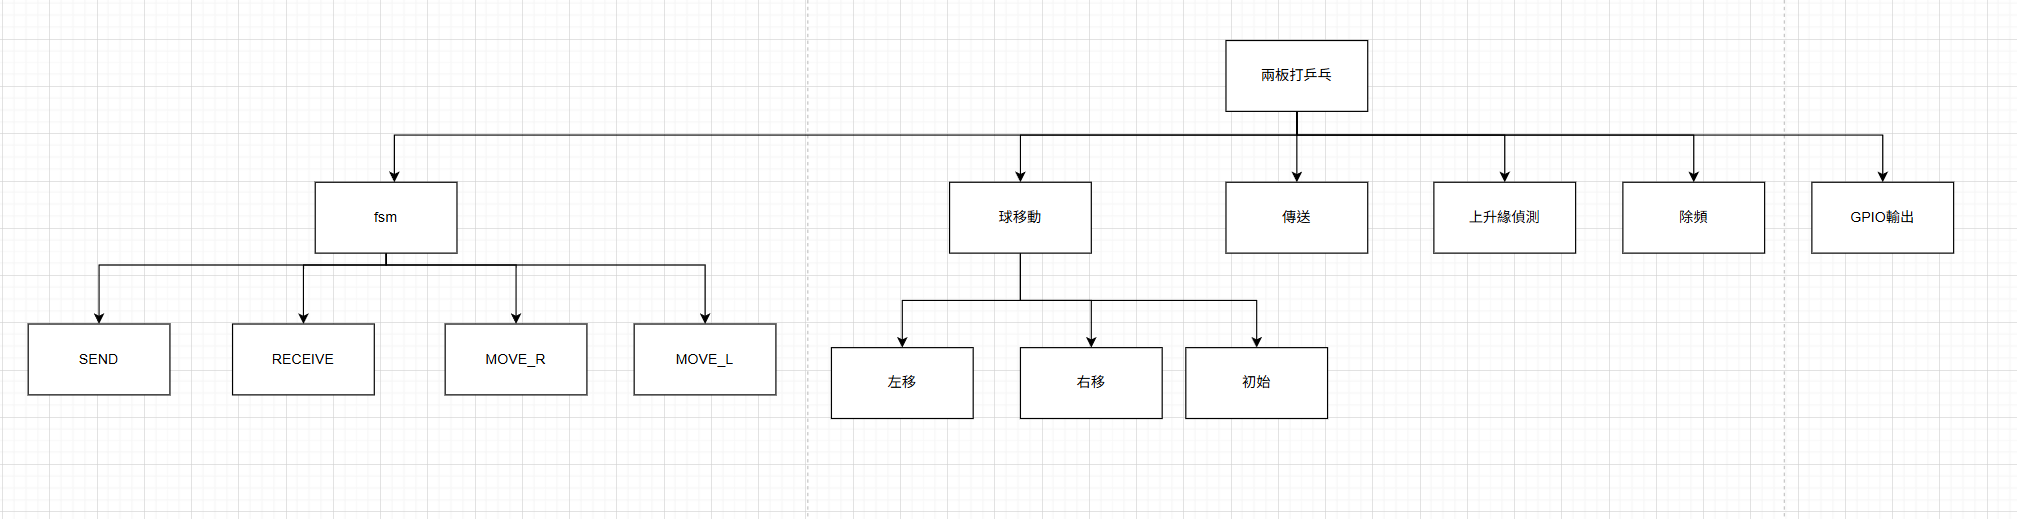 兩板打乒乓
fsm
球移動
傳送
上升緣偵測
除頻
GPIO輸出
SEND
RECEIVE
MOVE_R
MOVE_L
左移
右移
初始